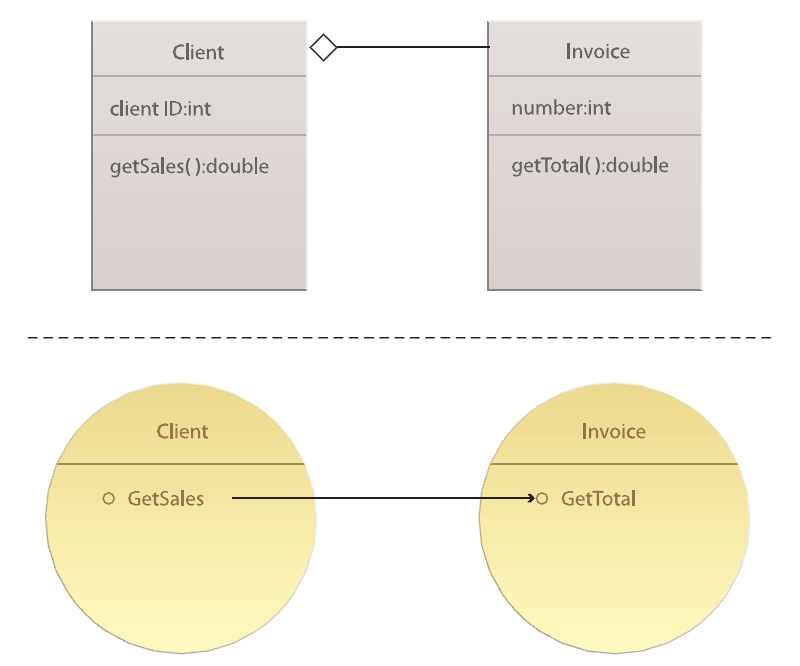 Client
client ID:int
getSales( ):double
Invoice
number:int
getTotal( ):double
Client
GetSales
Invoice
GetTotal